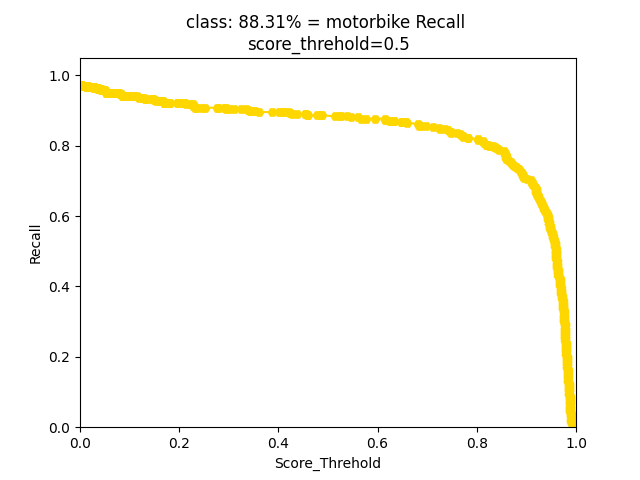 class: 88.31% = motorbike Recall
score_threhold=0.5
1.0
0.8
0.6
0.4
0.2
0.0
Recall
0.0 0.2 0.4 0.6 0.8 1.0
Score_Threhold